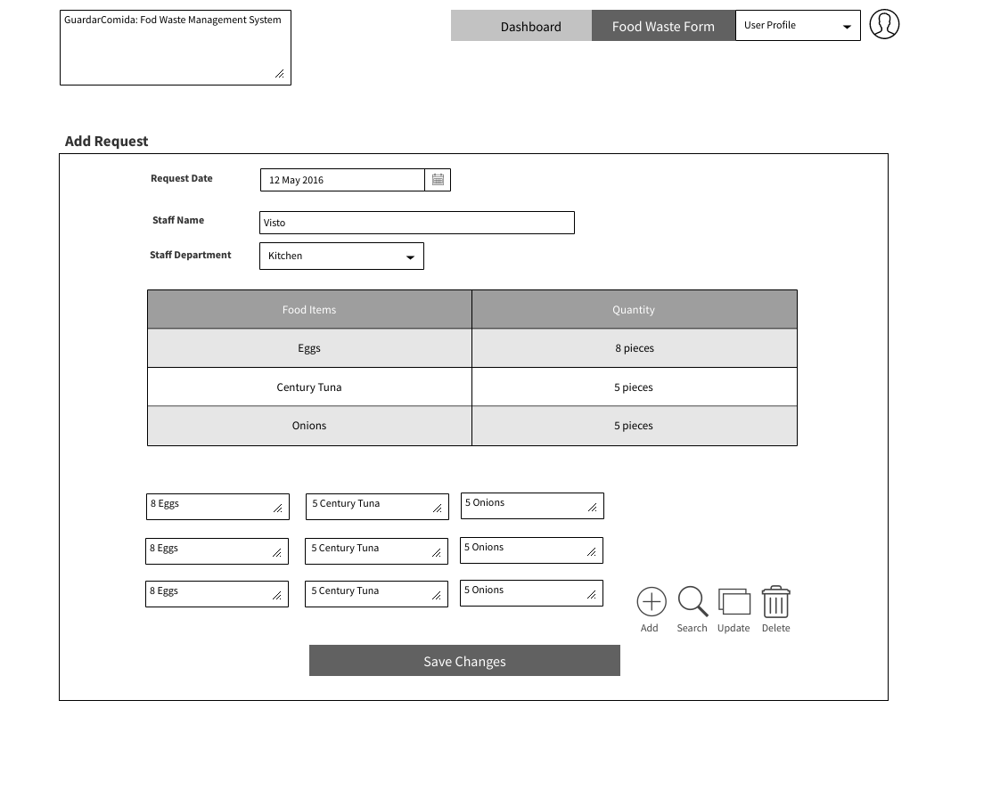 GuardarComida: Fod Waste Management System
Dashboard
Food Waste Form
User Profile
Add Request
Request Date
12 May 2016
Staff Name
Visto
Staff Department
Kitchen
Food Items
Quantity
Eggs
8 pieces
Century Tuna
5 pieces
Onions
5 pieces
8 Eggs
5 Century Tuna
5 Onions
8 Eggs
5 Century Tuna
5 Onions
8 Eggs
5 Century Tuna
5 Onions
Add
Search
Update
Delete
Save Changes